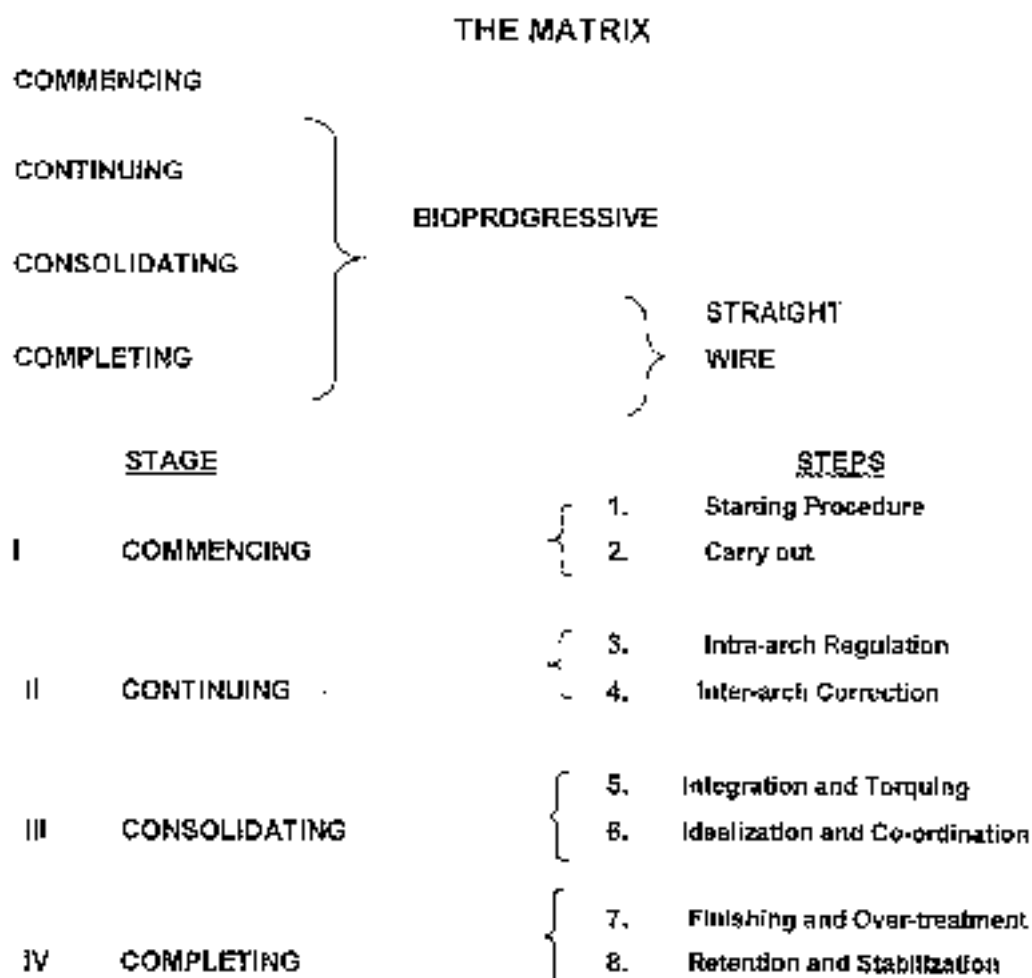 THE MATRIX
COMMENCING
CONTINUING
BIOPROGRESSIVE
CONSOLIDATING
STRAIGHT
COMPLETING WIRE
STAGE STEPS
1. Starting Procedure
I COMMENCING 2. Carry out
3. Intra-arch Regulation
II CONTINUING 4. Inter-arch Correction
5. Integration and Torquing
III CONSOLIDATING 6. Idealization and Co-ordination
7. Finishing and Over-treatment
IV COMPLETING 8. Retention and Stabilization